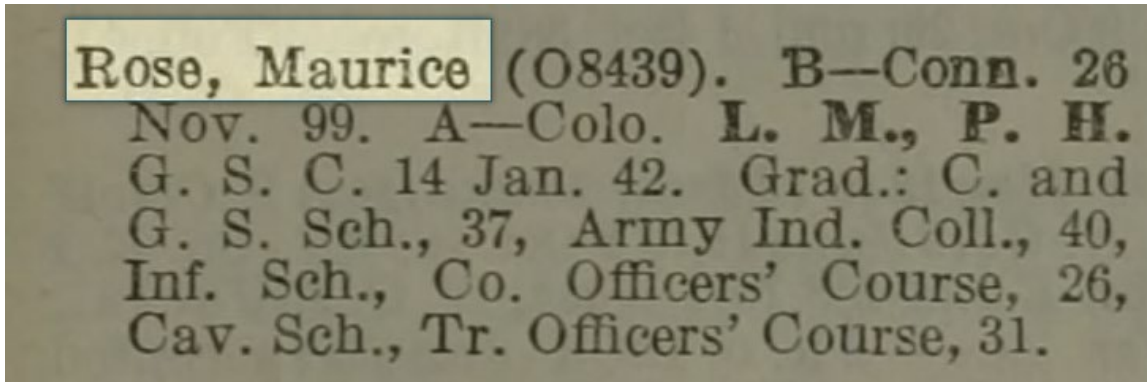 Rose, Maurice (O8439). B—Conn. 26
Nov. 99. A—Colo. L. M., P. H.
G. S. C. 14 Jan. 42. Grad.: C. and
G. S. Sch., 37, Army Ind. Coll., 40,
Inf. Sch., Co. Officers' Course, 26,
Cav. Sch., Tr. Officers' Course, 31.